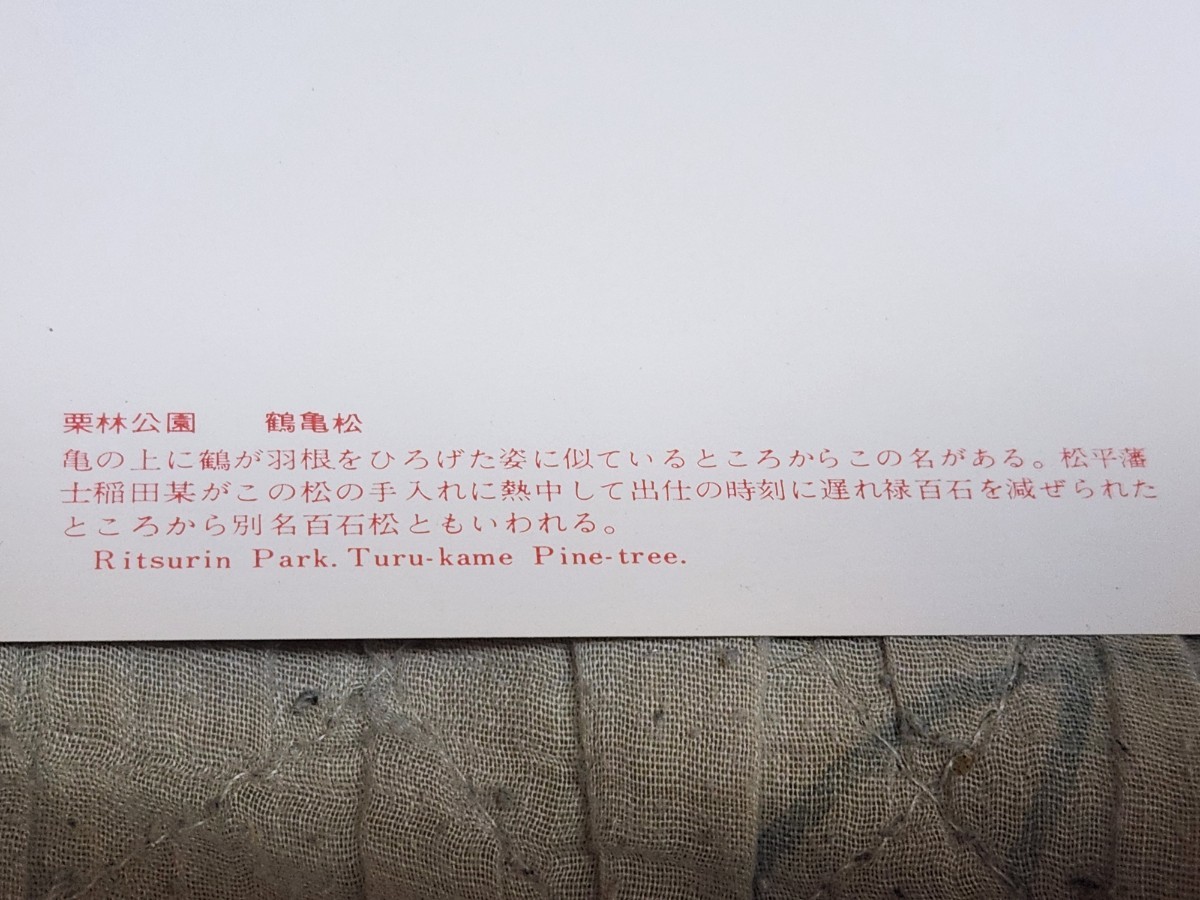 栗林公園　　鶴亀松
亀の上に鶴が羽根をひろげた姿に似ているところからこの名がある。松平藩
士稲田某がこの松の手入れに熱中して出仕の時刻に遅れ禄百石を減ぜられた
ところから別名百石松ともいわれる。
Ritsurin Park. Turu-kame Pine-tree.